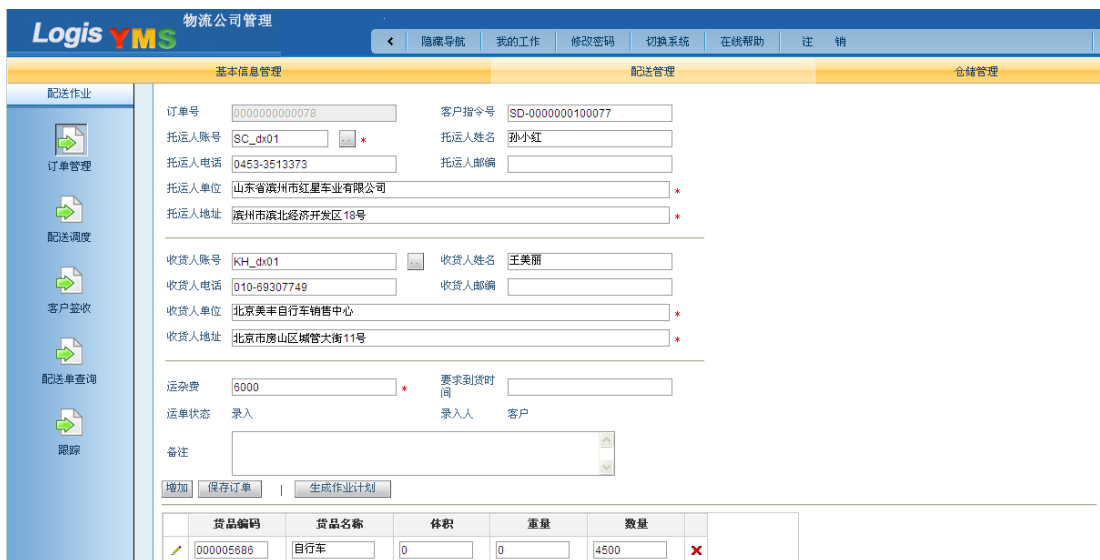 物流公司管理
Logis YMS
隐藏导航 我的工作 修改密码 切换系统 在线帮助 注 销
基本信息管理 配送管理 仓储管理
配送作业
订单管理
配送调度
客户签收
配送单查询
跟踪
订单号 0000000000078 客户指令号 SD-0000000100077
托运人账号 SC_dx01 ... * 托运人姓名 孙小红
托运人电话 0453-3513373 托运人邮编
托运人单位 山东省滨州市红星车业有限公司 *
托运人地址 滨州市滨北经济开发区18号 *
收货人账号 KH_dx01 ... 收货人姓名 王美丽
收货人电话 010-69307749 收货人邮编
收货人单位 北京美丰自行车销售中心 *
收货人地址 北京市房山区城管大街11号 *
运杂费 6000 * 要求到货时
间
运单状态 录入 录入人 客户
备注
增加 保存订单 | 生成作业计划
货品编码 货品名称 体积 重量 数量
000005686 自行车 0 0 4500